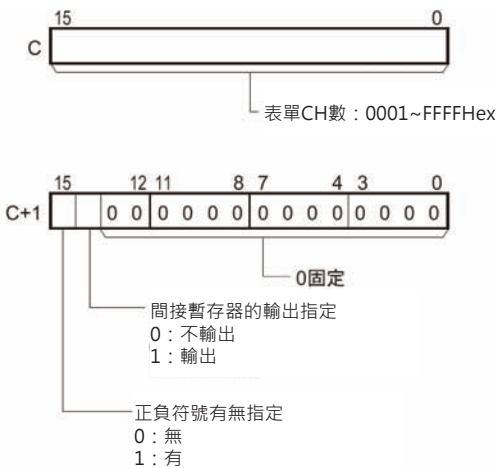 15 0
C
表單CH數：0001~FFFFHex
15 12 11 8 7 4 3 0
C+1 0 0 0 0 0 0 0 0 0 0 0 0 0 0
0固定
間接暫存器的輸出指定
0：不輸出
1：輸出
正負符號有無指定
0：無
1：有